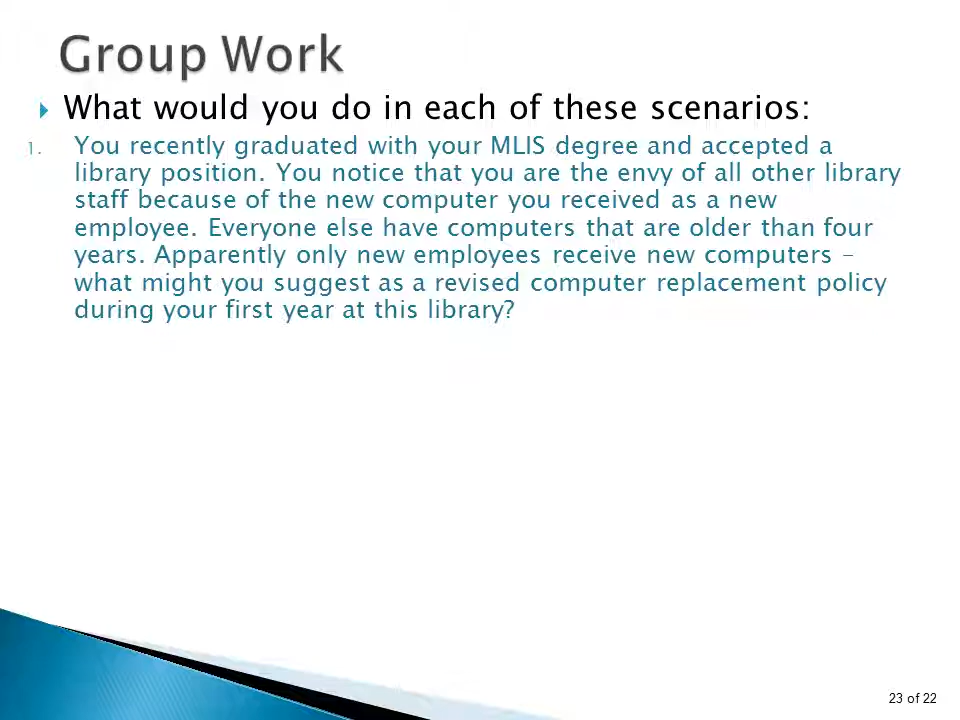 Group Work
What would you do in each of these scenarios:
1. You recently graduated with your MLIS degree and accepted a
library position. You notice that you are the envy of all other library
staff because of the new computer you received as a new
employee. Everyone else have computers that are older than four
years. Apparently only new employees receive new computers –
what might you suggest as a revised computer replacement policy
during your first year at this library?
23 of 22